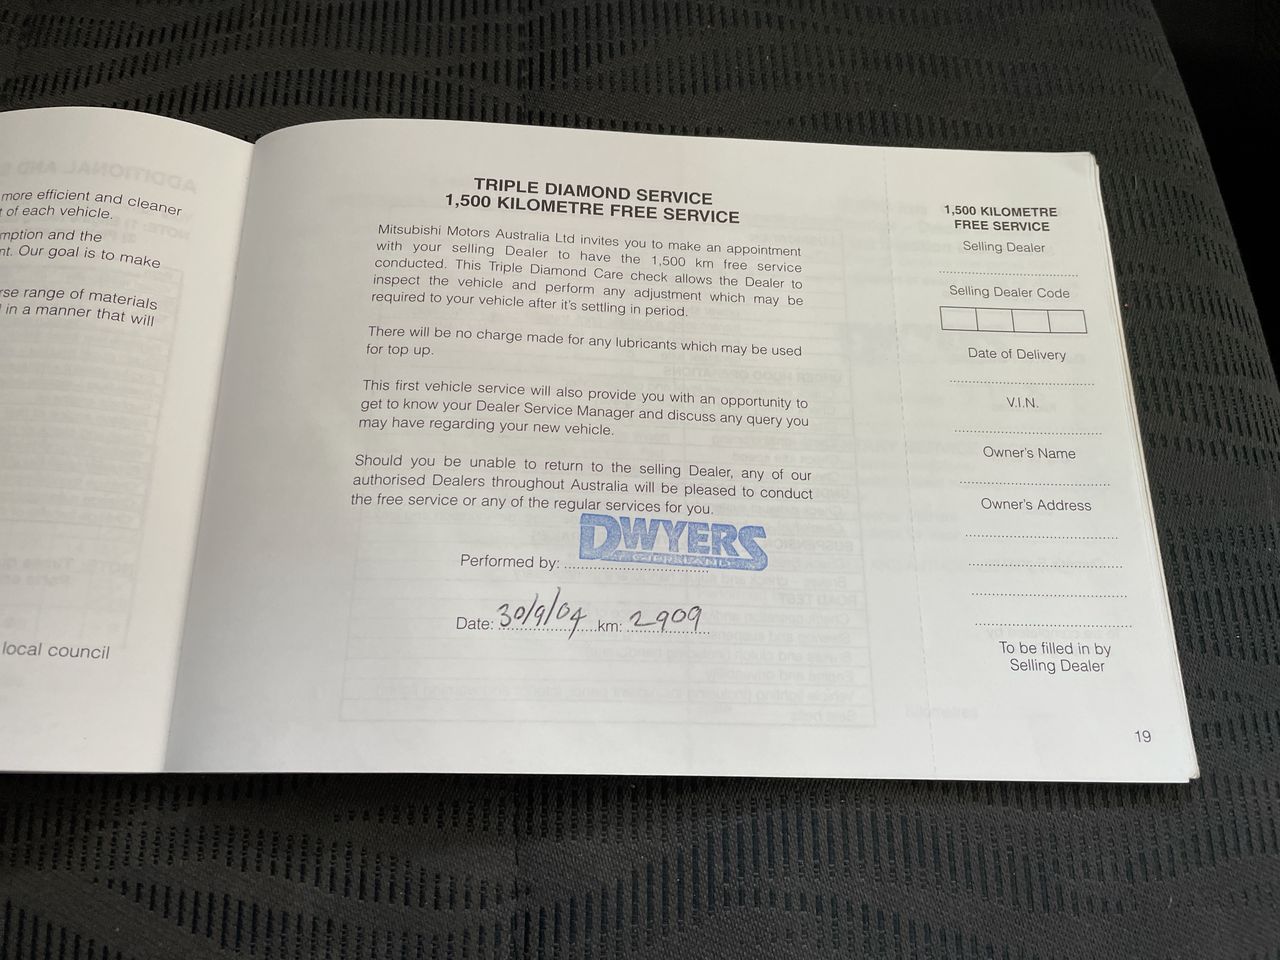 more efficient and cleaner
t of each vehicle.
mption and the
nt. Our goal is to make
rse range of materials
l in a manner that will
local council
TRIPLE DIAMOND SERVICE
1,500 KILOMETRE FREE SERVICE
Mitsubishi Motors Australia Ltd invites you to make an appointment
with your selling Dealer to have the 1,500 km free service
conducted. This Triple Diamond Care check allows the Dealer to
inspect the vehicle and perform any adjustment which may be
required to your vehicle after it's settling in period.
There will be no charge made for any lubricants which may be used
for top up.
This first vehicle service will also provide you with an opportunity to
get to know your Dealer Service Manager and discuss any query you
may have regarding your new vehicle.
Should you be unable to return to the selling Dealer, any of our
authorised Dealers throughout Australia will be pleased to conduct
the free service or any of the regular services for you.
DWYERS
Performed by:
Date: 30/9/04 km: 2909
1,500 KILOMETRE
FREE SERVICE
Selling Dealer
Selling Dealer Code
Date of Delivery
V.I.N.
Owner's Name
Owner's Address
To be filled in by
Selling Dealer
19